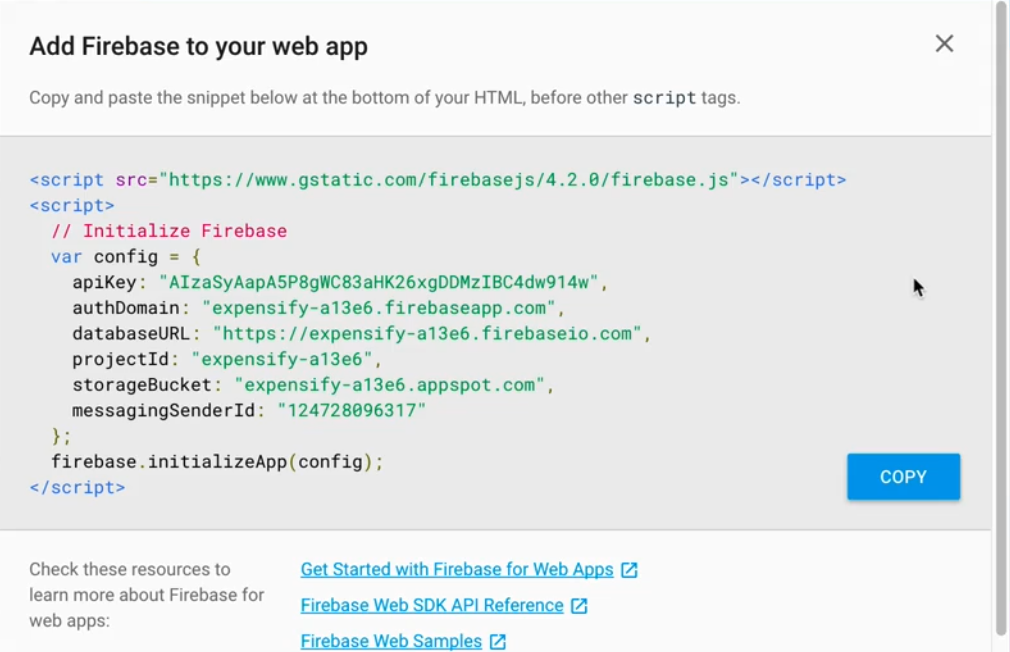 Add Firebase to your web app
Copy and paste the snippet below at the bottom of your HTML, before other script tags.
<script src="https://www.gstatic.com/firebasejs/4.2.0/firebase.js"></script>
<script>
  // Initialize Firebase
  var config = {
    apiKey: "AIzaSyAapA5P8gWC83aHK26xgDDMzIBC4dw914w",
    authDomain: "expensify-a13e6.firebaseapp.com",
    databaseURL: "https://expensify-a13e6.firebaseio.com",
    projectId: "expensify-a13e6",
    storageBucket: "expensify-a13e6.appspot.com",
    messagingSenderId: "124728096317"
  };
  firebase.initializeApp(config);
</script>
COPY
Check these resources to
learn more about Firebase for
web apps:
Get Started with Firebase for Web Apps
Firebase Web SDK API Reference
Firebase Web Samples